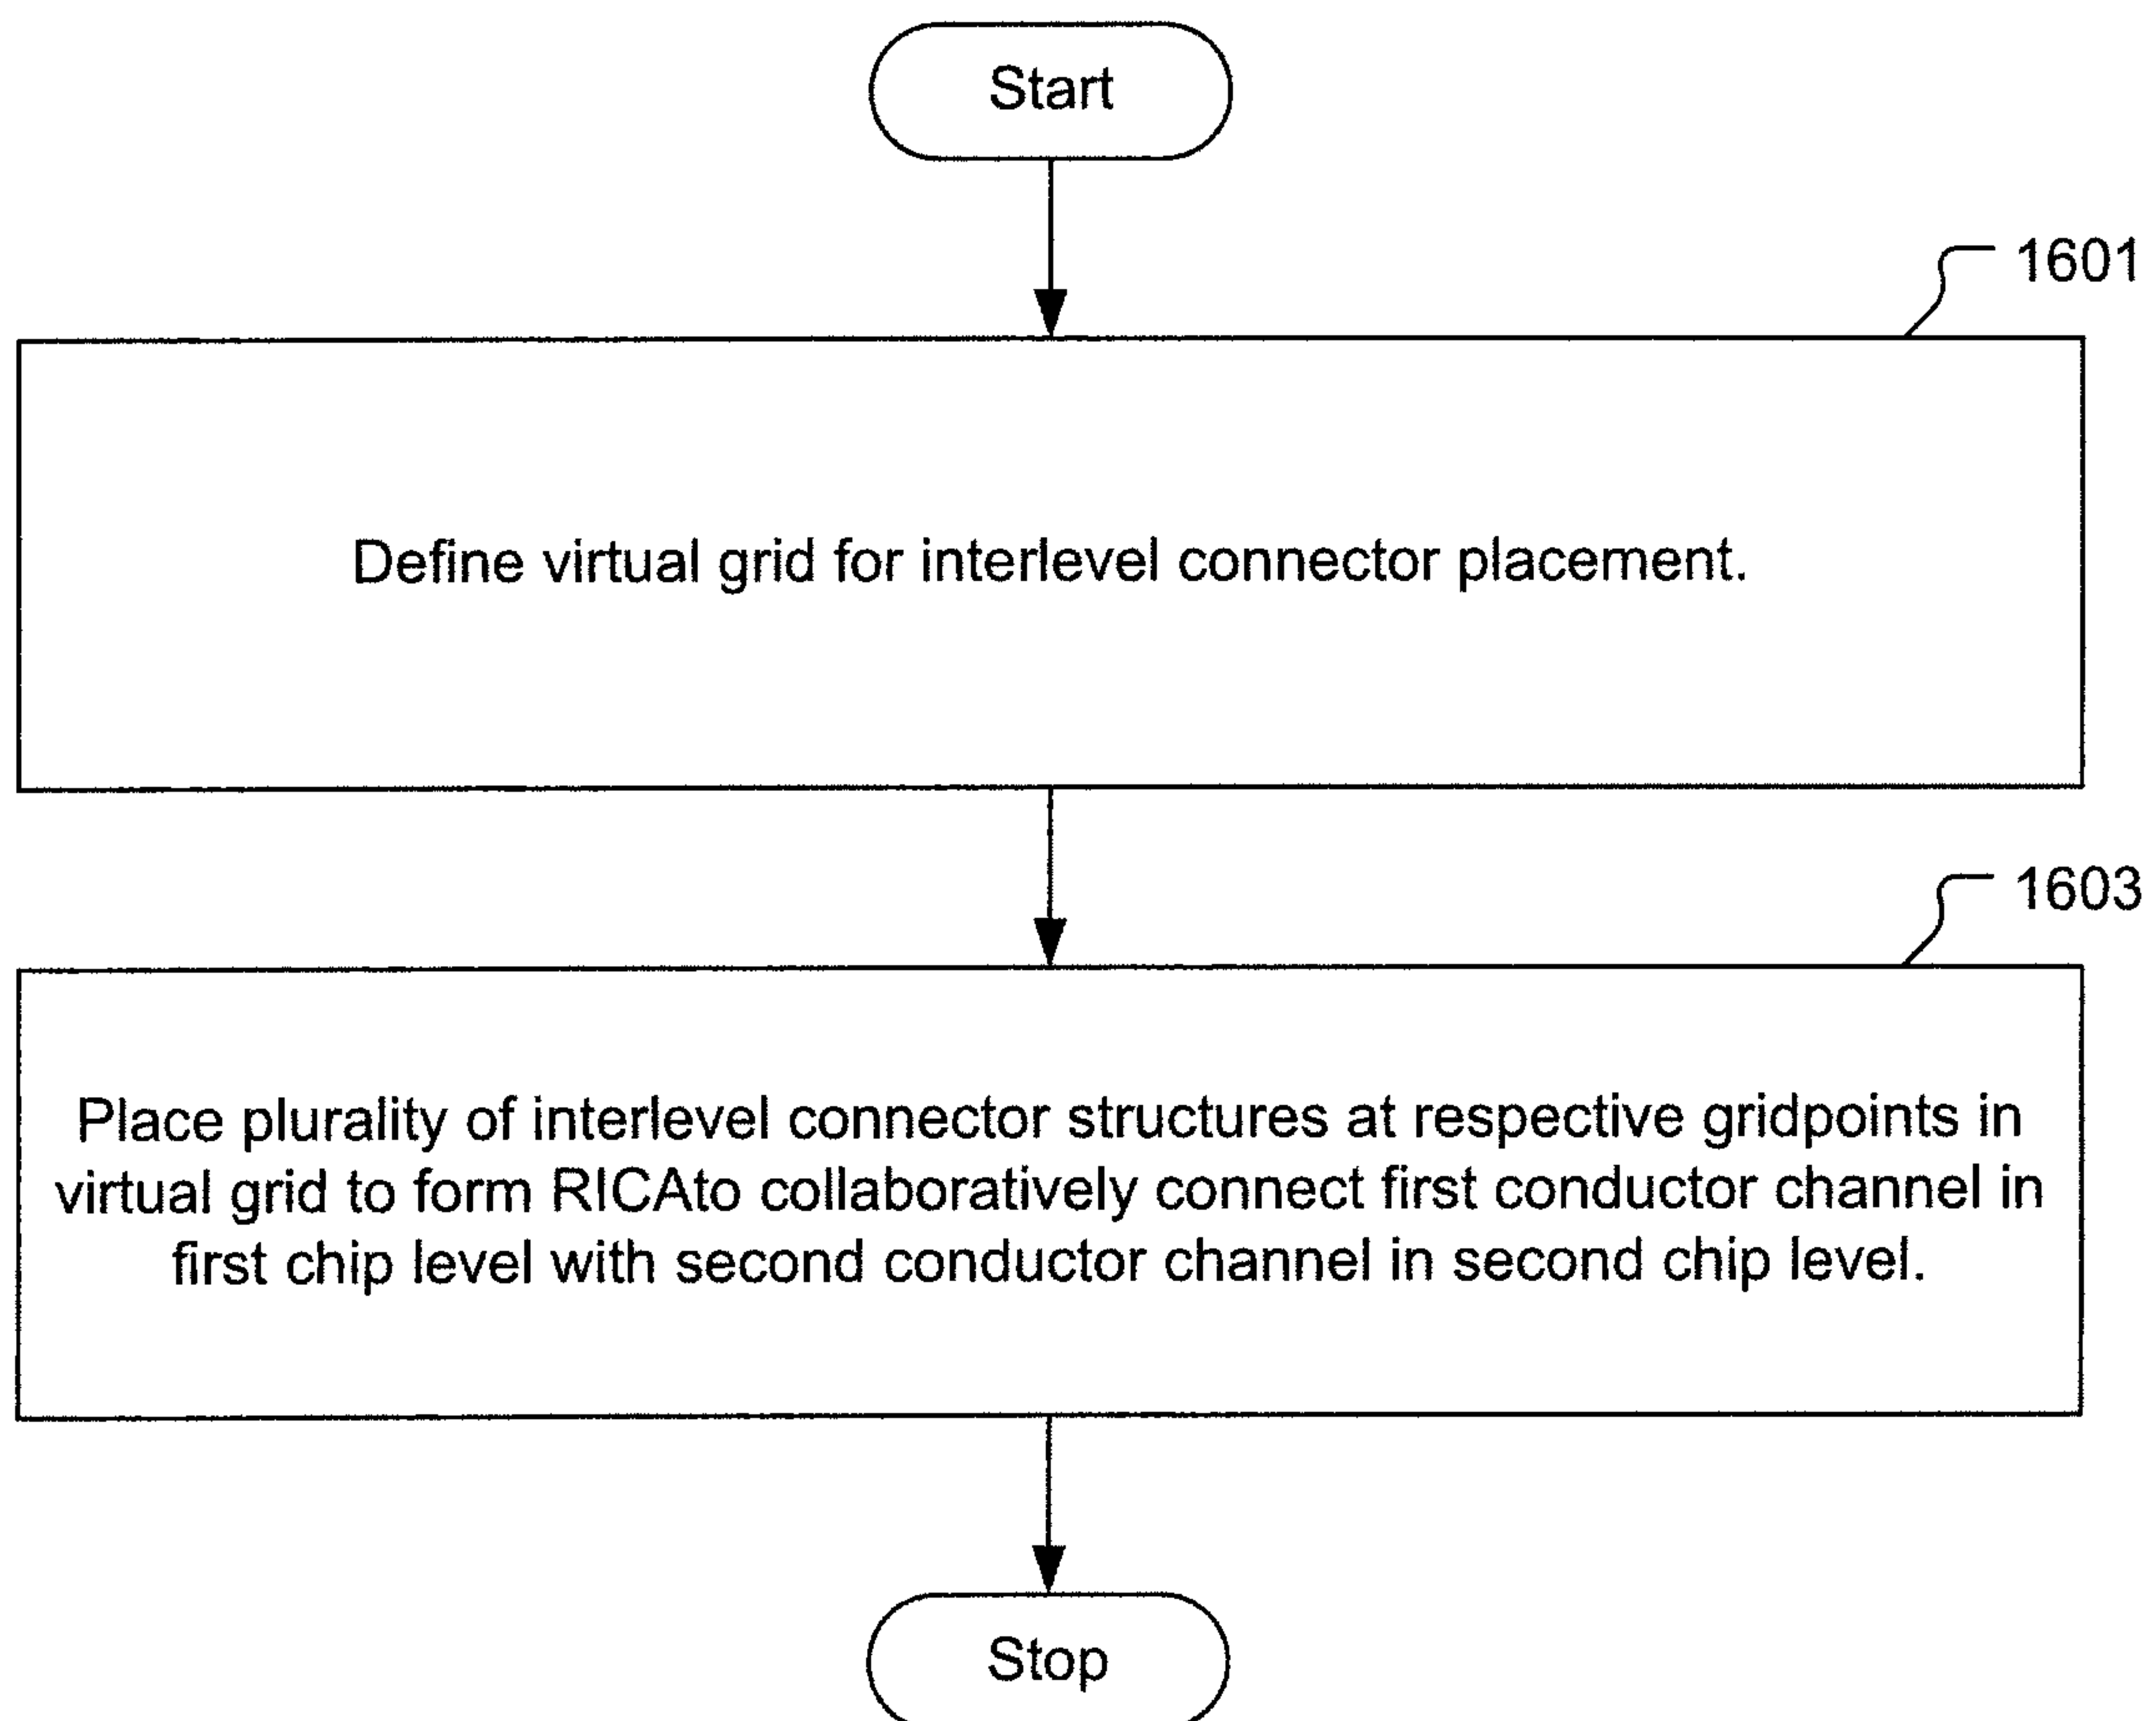 Start
1601
Define virtual grid for interlevel connector placement.
1603
Place plurality of interlevel connector structures at respective gridpoints in
virtual grid to form RICAto collaboratively connect first conductor channel in
first chip level with second conductor channel in second chip level.
Stop